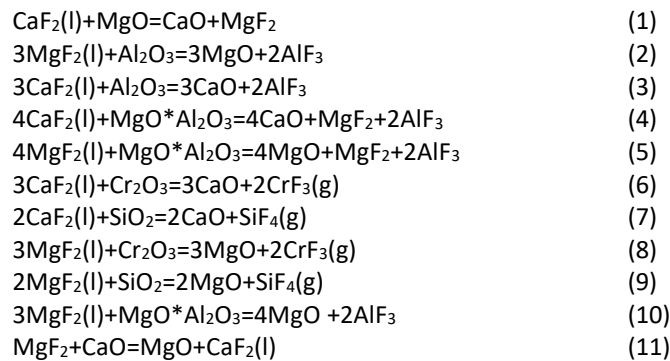 CaF₂(l)+MgO=CaO+MgF₂ (1)
3MgF₂(l)+Al₂O₃=3MgO+2AlF₃ (2)
3CaF₂(l)+Al₂O₃=3CaO+2AlF₃ (3)
4CaF₂(l)+MgO*Al₂O₃=4CaO+MgF₂+2AlF₃ (4)
4MgF₂(l)+MgO*Al₂O₃=4MgO+MgF₂+2AlF₃ (5)
3CaF₂(l)+Cr₂O₃=3CaO+2CrF₃(g) (6)
2CaF₂(l)+SiO₂=2CaO+SiF₄(g) (7)
3MgF₂(l)+Cr₂O₃=3MgO+2CrF₃(g) (8)
2MgF₂(l)+SiO₂=2MgO+SiF₄(g) (9)
3MgF₂(l)+MgO*Al₂O₃=4MgO +2AlF₃ (10)
MgF₂+CaO=MgO+CaF₂(l) (11)